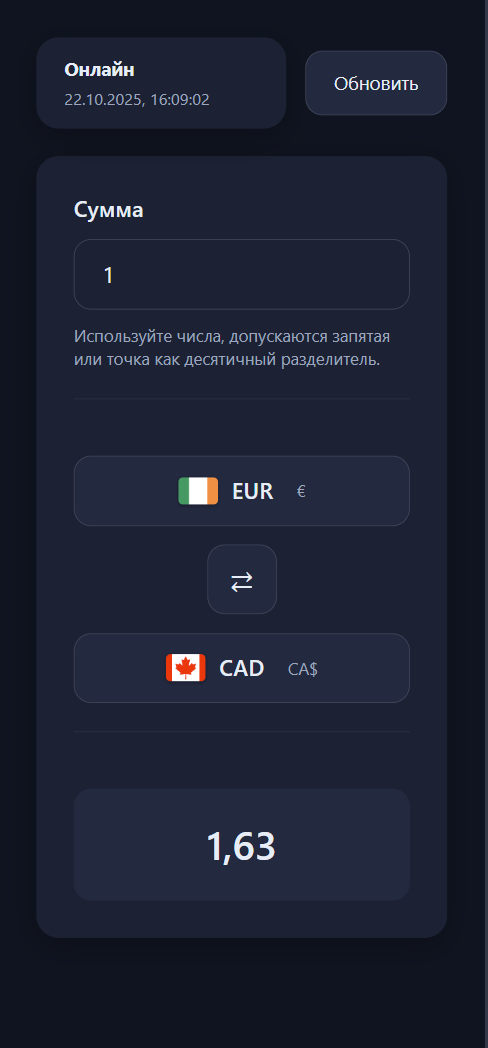 Онлайн
22.10.2025, 16:09:02
Обновить
Сумма
1
Используйте числа, допускаются запятая
или точка как десятичный разделитель.
EUR €
⇄
CAD CA$
1,63